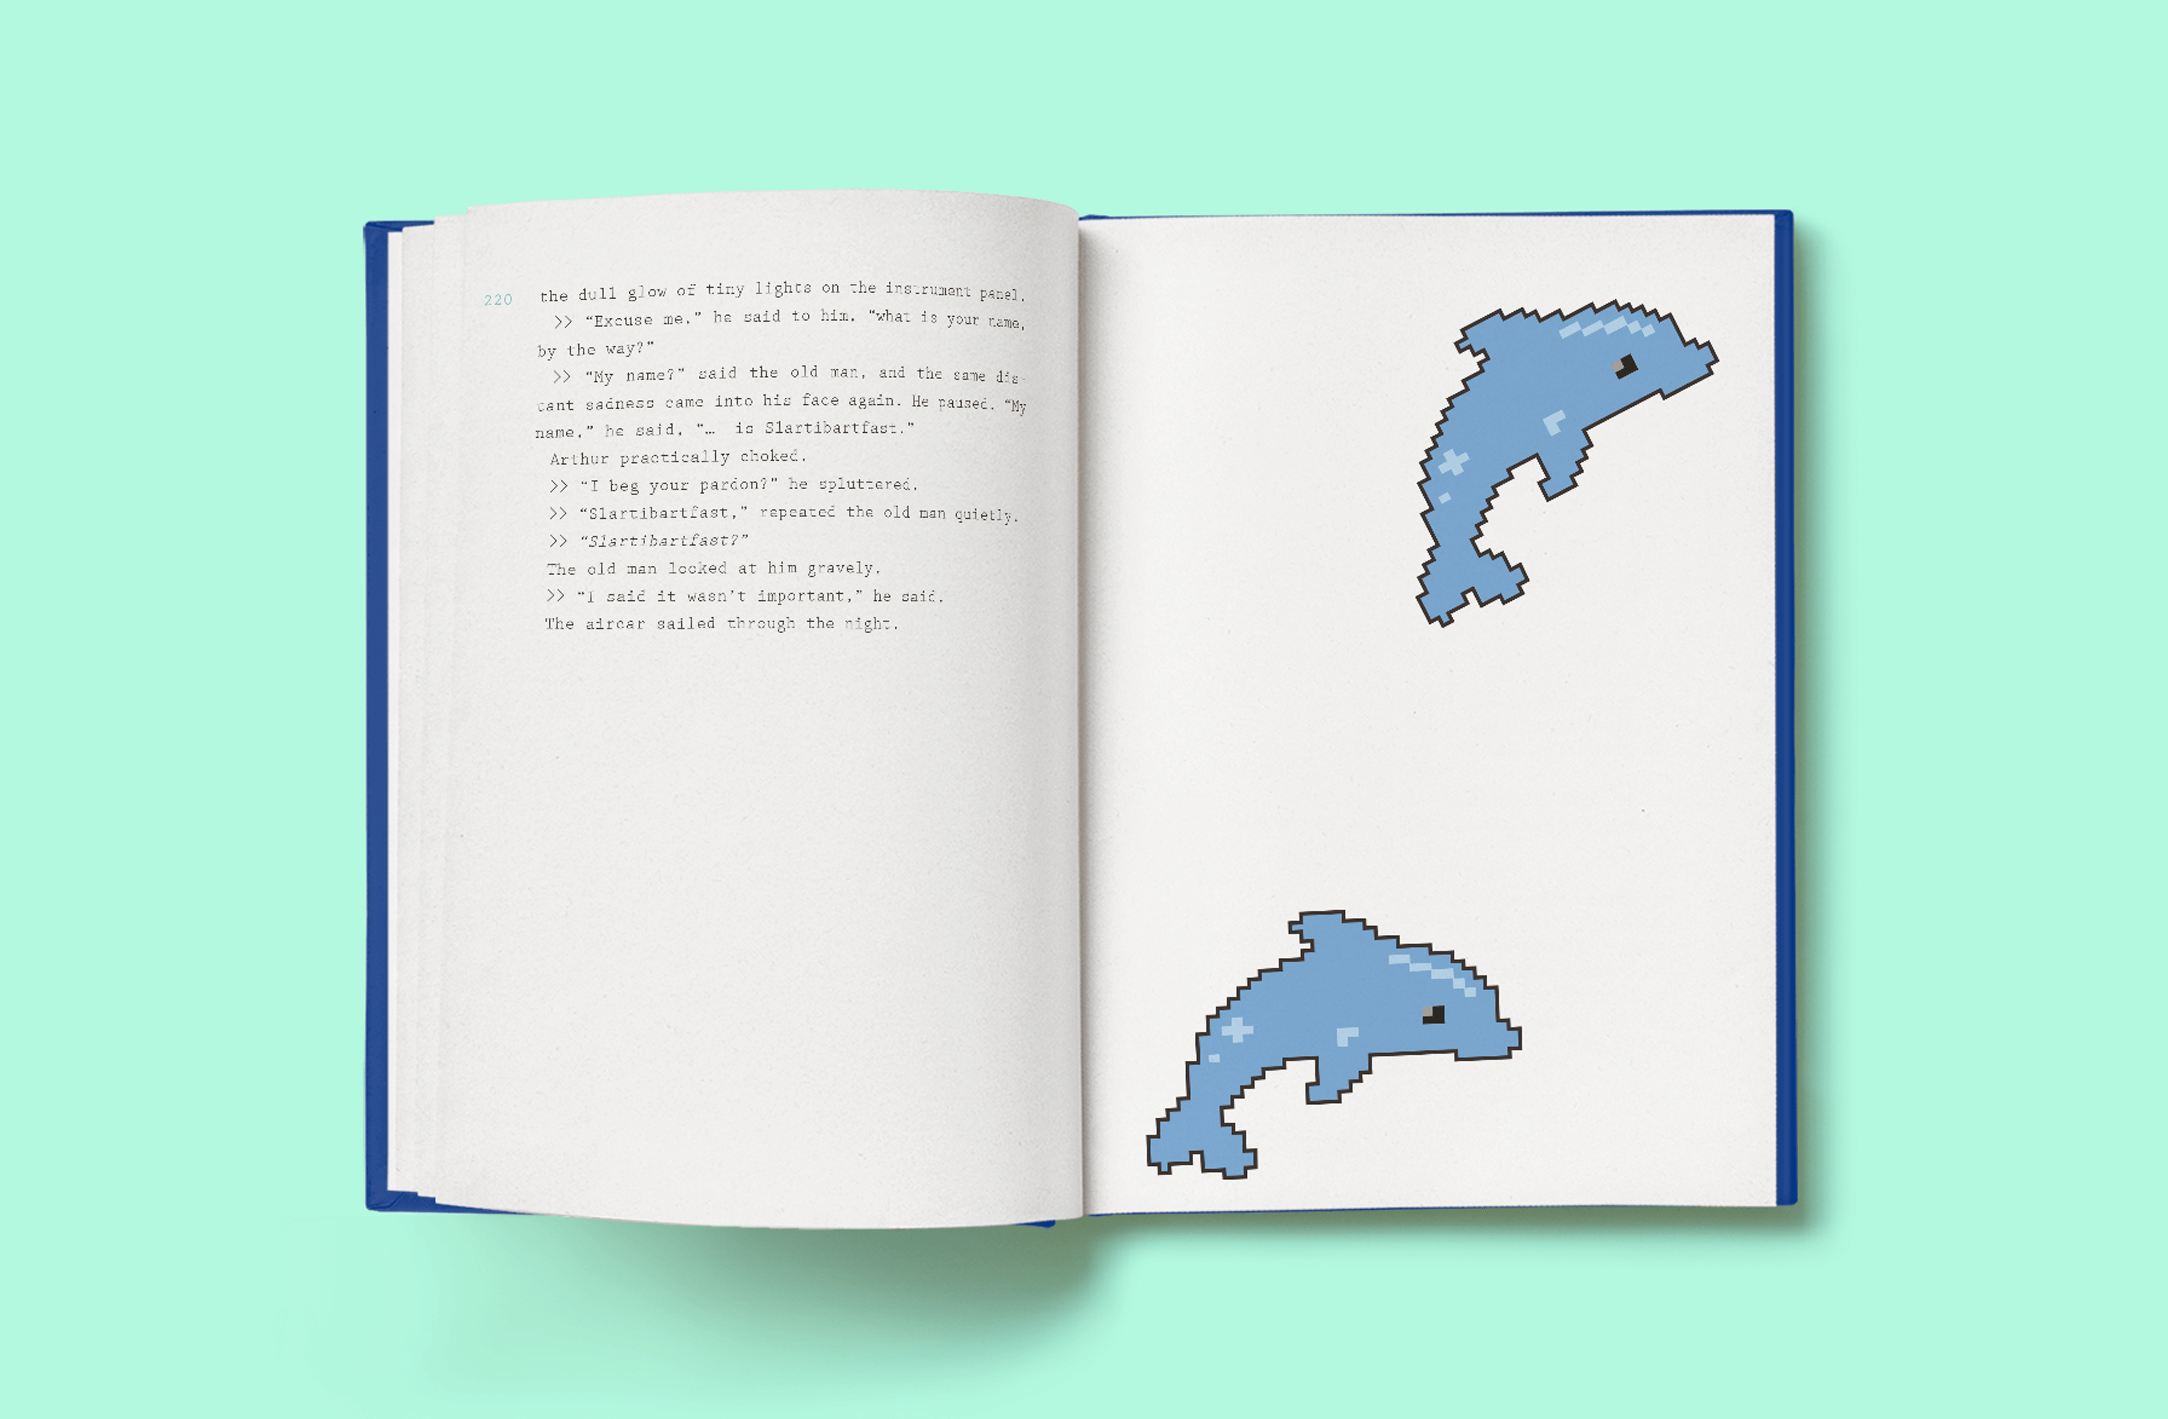 220 the dull glow of tiny lights on the instrument panel.
>> “Excuse me,” he said to him, “what is your name,
by the way?”
>> “My name?” said the old man, and the same dis-
tant sadness came into his face again. He paused. “My
name,” he said, “… is Slartibartfast.”
Arthur practically choked.
>> “I beg your pardon?” he spluttered.
>> “Slartibartfast,” repeated the old man quietly.
>> “Slartibartfast?”
The old man looked at him gravely.
>> “I said it wasn’t important,” he said.
The aircar sailed through the night.